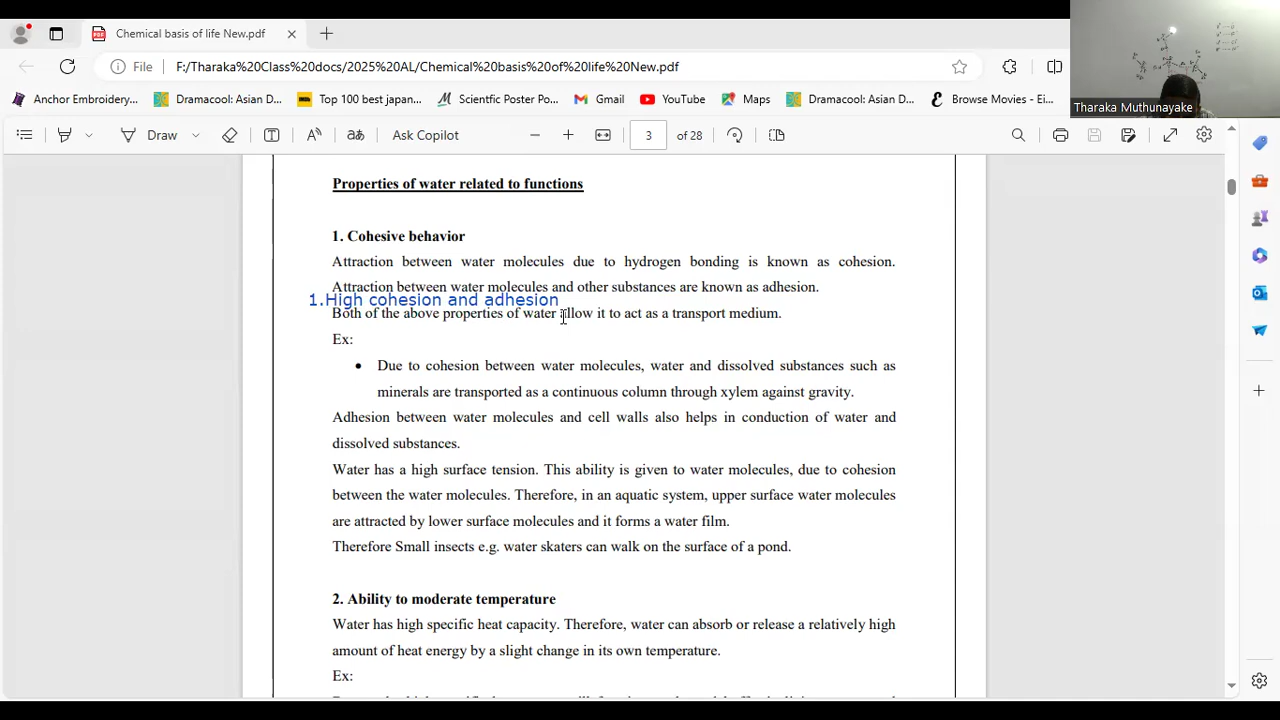 Chemical basis of life New.pdf
File
F:/Tharaka%20Class%20docs/2025%20AL/Chemical%20basis%20of%20life%20New.pdf
Tharaka Muthunayake
Anchor Embroidery...
Dramacool: Asian D...
Top 100 best japan...
Scientfic Poster Po...
Gmail
YouTube
Maps
Dramacool: Asian D...
Browse Movies - Ei...
Draw
Ask Copilot
3 of 28
Properties of water related to functions
1. Cohesive behavior
Attraction between water molecules due to hydrogen bonding is known as cohesion.
Attraction between water molecules and other substances are known as adhesion.
1.High cohesion and adhesion
Both of the above properties of water allow it to act as a transport medium.
Ex:
• Due to cohesion between water molecules, water and dissolved substances such as
minerals are transported as a continuous column through xylem against gravity.
Adhesion between water molecules and cell walls also helps in conduction of water and
dissolved substances.
Water has a high surface tension. This ability is given to water molecules, due to cohesion
between the water molecules. Therefore, in an aquatic system, upper surface water molecules
are attracted by lower surface molecules and it forms a water film.
Therefore Small insects e.g. water skaters can walk on the surface of a pond.
2. Ability to moderate temperature
Water has high specific heat capacity. Therefore, water can absorb or release a relatively high
amount of heat energy by a slight change in its own temperature.
Ex: